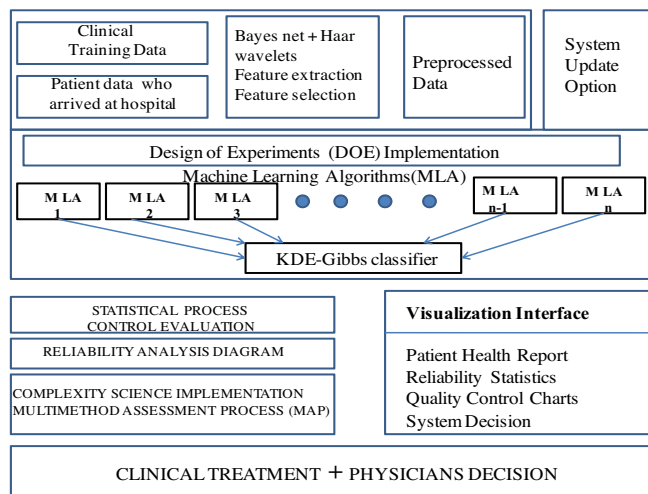 Clinical
Training Data
Patient data who
arrived at hospital
Bayes net + Haar
wavelets
Feature extraction
Feature selection
Preprocessed
Data
System
Update
Option
Design of Experiments (DOE) Implementation
Machine Learning Algorithms(MLA)
M LA
1
M LA
2
M LA
3
M LA
n-1
M LA
n
KDE-Gibbs classifier
STATISTICAL PROCESS
CONTROL EVALUATION
RELIABILITY ANALYSIS DIAGRAM
COMPLEXITY SCIENCE IMPLEMENTATION
MULTIMETHOD ASSESSMENT PROCESS (MAP)
Visualization Interface
Patient Health Report
Reliability Statistics
Quality Control Charts
System Decision
CLINICAL TREATMENT + PHYSICIANS DECISION